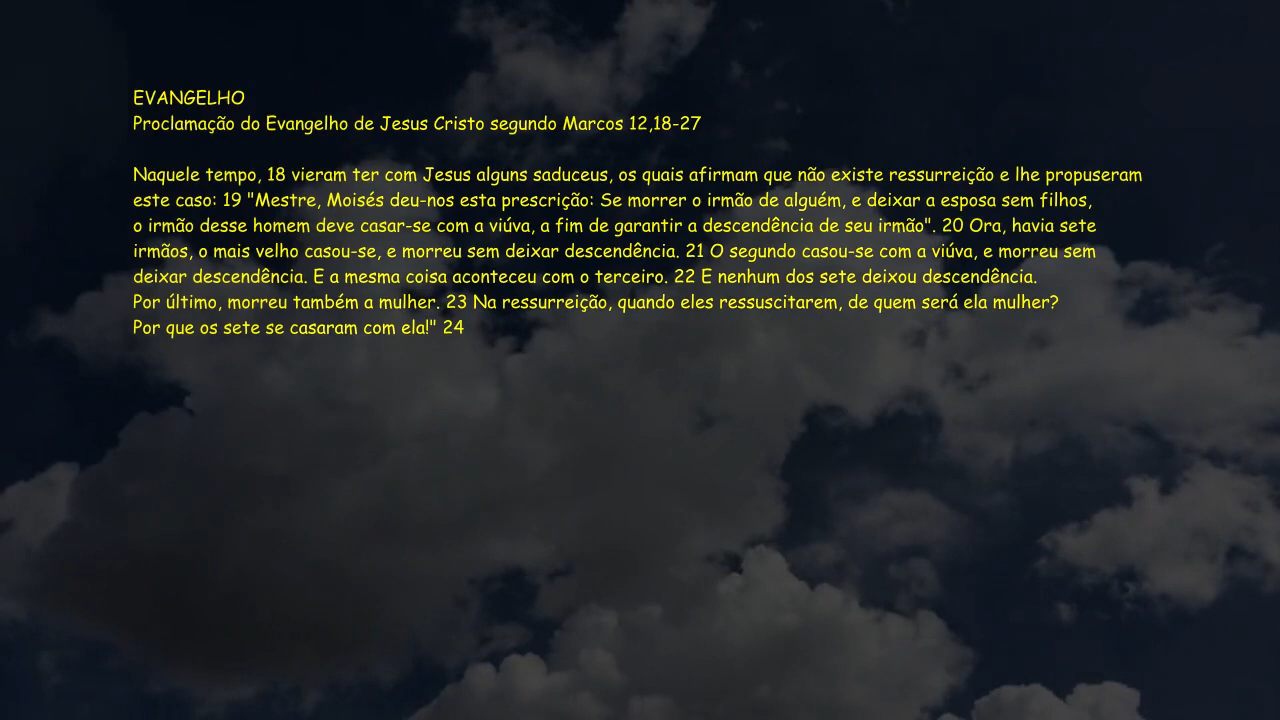 EVANGELHO
Proclamação do Evangelho de Jesus Cristo segundo Marcos 12,18-27
Naquele tempo, 18 vieram ter com Jesus alguns saduceus, os quais afirmam que não existe ressurreição e lhe propuseram
este caso: 19 "Mestre, Moisés deu-nos esta prescrição: Se morrer o irmão de alguém, e deixar a esposa sem filhos,
o irmão desse homem deve casar-se com a viúva, a fim de garantir a descendência de seu irmão". 20 Ora, havia sete
irmãos, o mais velho casou-se, e morreu sem deixar descendência. 21 O segundo casou-se com a viúva, e morreu sem
deixar descendência. E a mesma coisa aconteceu com o terceiro. 22 E nenhum dos sete deixou descendência.
Por último, morreu também a mulher. 23 Na ressurreição, quando eles ressuscitarem, de quem será ela mulher?
Por que os sete se casaram com ela!" 24